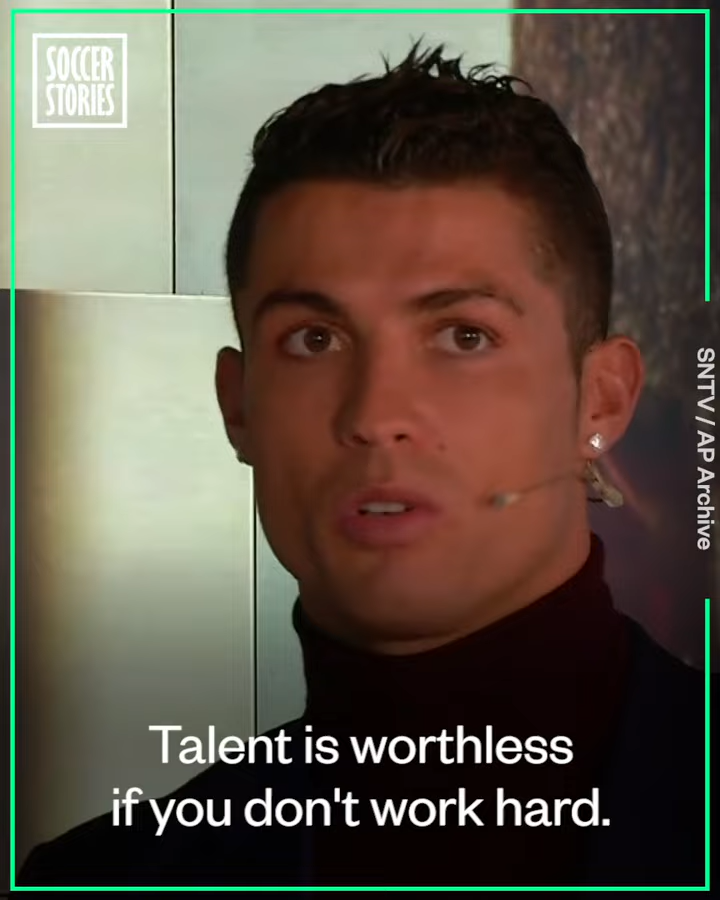 SOCCER
STORIES
SNTV / AP Archive
Talent is worthless
if you don't work hard.